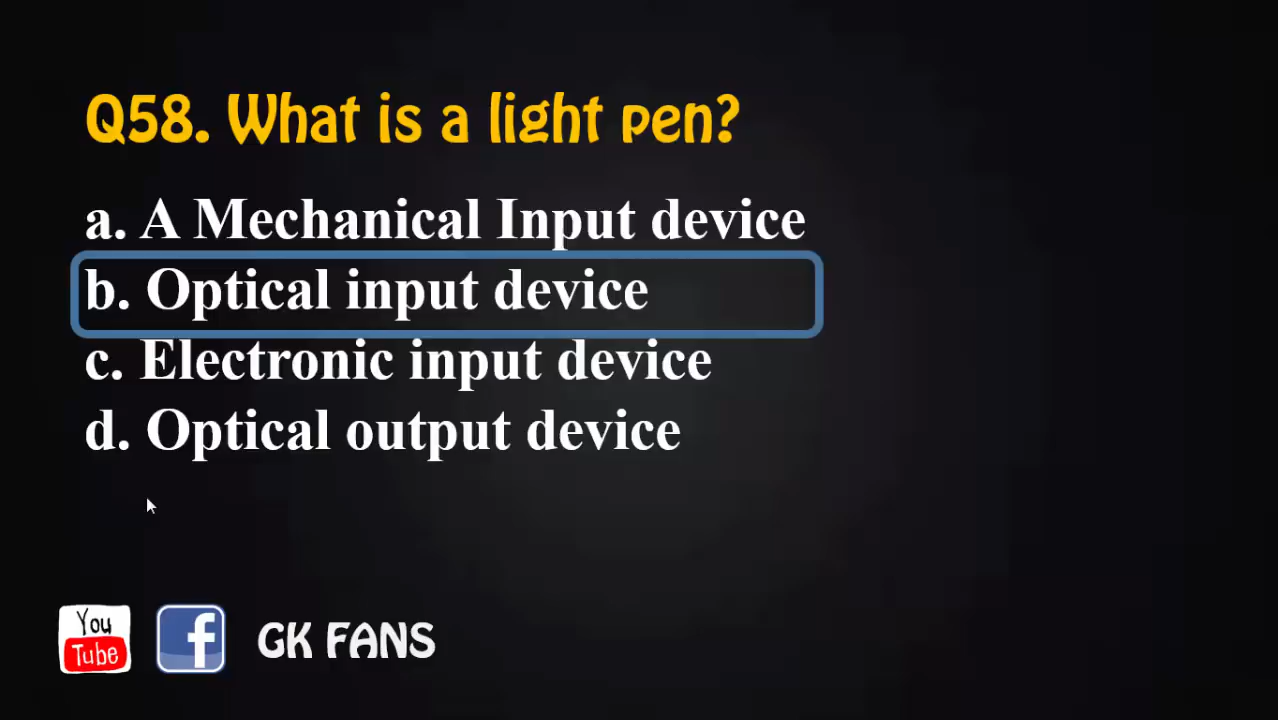 Q58. What is a light pen?
a. A Mechanical Input device
b. Optical input device
c. Electronic input device
d. Optical output device
You
Tube
f
GK FANS